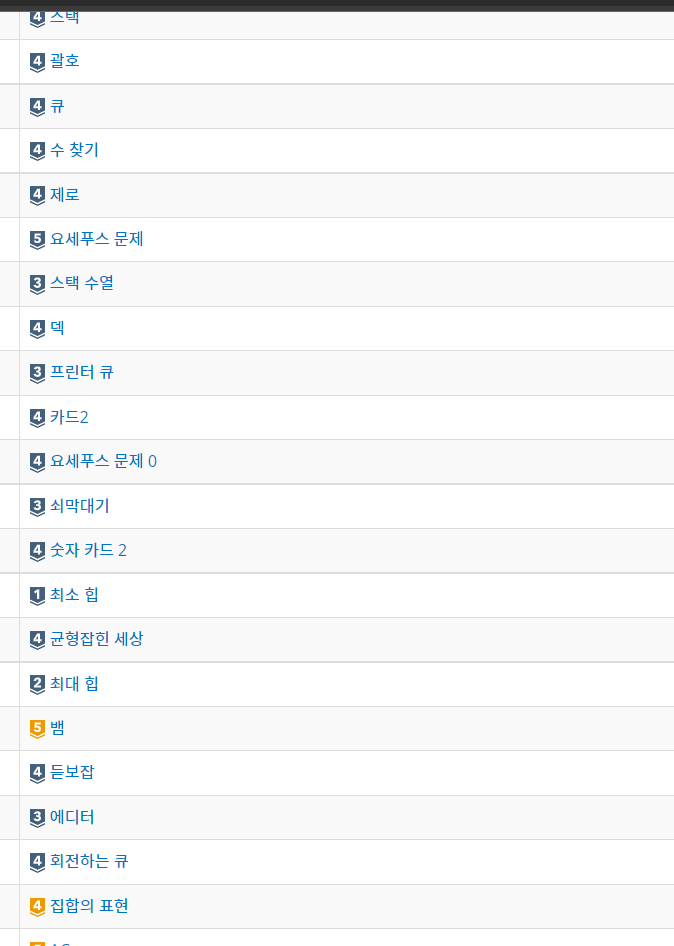 4 스택
4 괄호
4 큐
4 수 찾기
4 제로
5 요세푸스 문제
3 스택 수열
4 덱
3 프린터 큐
4 카드2
4 요세푸스 문제 0
3 쇠막대기
4 숫자 카드 2
1 최소 힙
4 균형잡힌 세상
2 최대 힙
5 뱀
4 듣보잡
3 에디터
4 회전하는 큐
4 집합의 표현